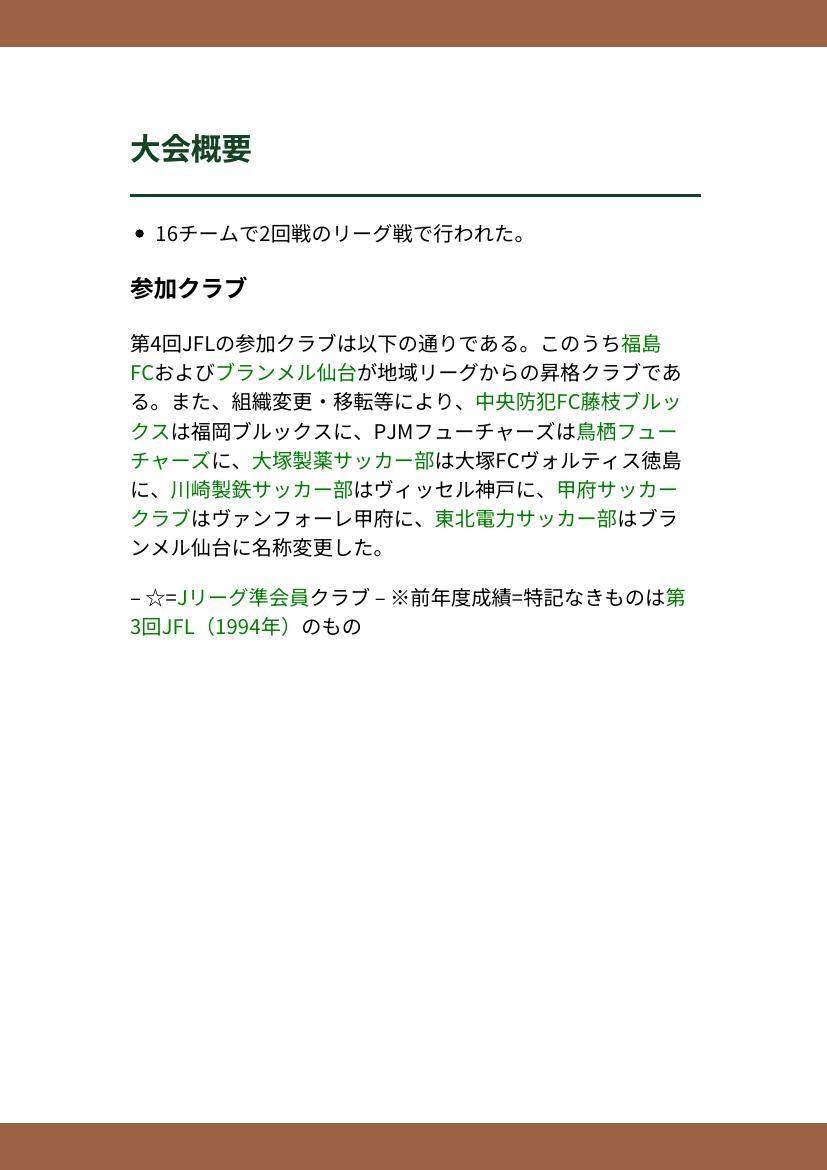 大会概要
• 16チームで2回戦のリーグ戦で行われた。
参加クラブ
第4回JFLの参加クラブは以下の通りである。このうち福島
FCおよびブランメル仙台が地域リーグからの昇格クラブであ
る。また、組織変更・移転等により、中央防犯FC藤枝ブルッ
クスは福岡ブルックスに、PJMフューチャーズは鳥栖フュー
チャーズに、大塚製薬サッカー部は大塚FCヴォルティス徳島
に、川崎製鉄サッカー部はヴィッセル神戸に、甲府サッカー
クラブはヴァンフォーレ甲府に、東北電力サッカー部はブラ
ンメル仙台に名称変更した。
– ☆=Jリーグ準会員クラブ – ※前年度成績=特記なきものは第
3回JFL（1994年）のもの